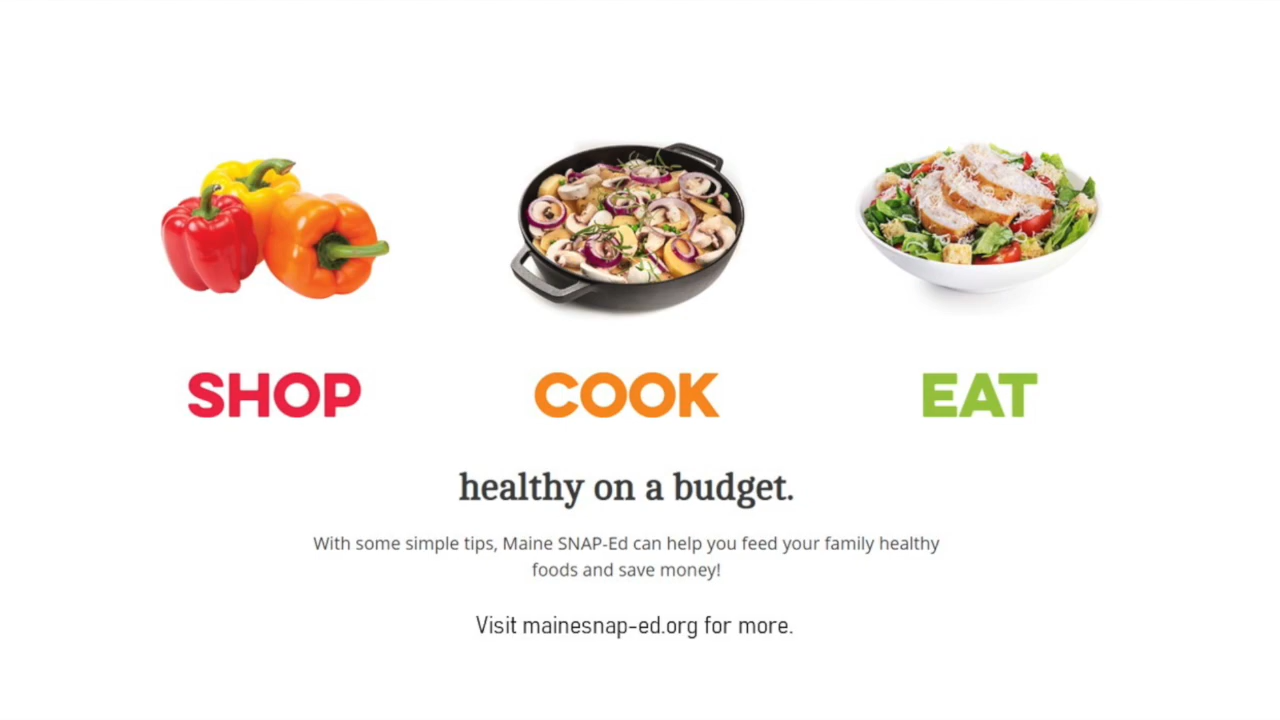 SHOP COOK EAT
healthy on a budget.
With some simple tips, Maine SNAP-Ed can help you feed your family healthy
foods and save money!
Visit mainesnap-ed.org for more.